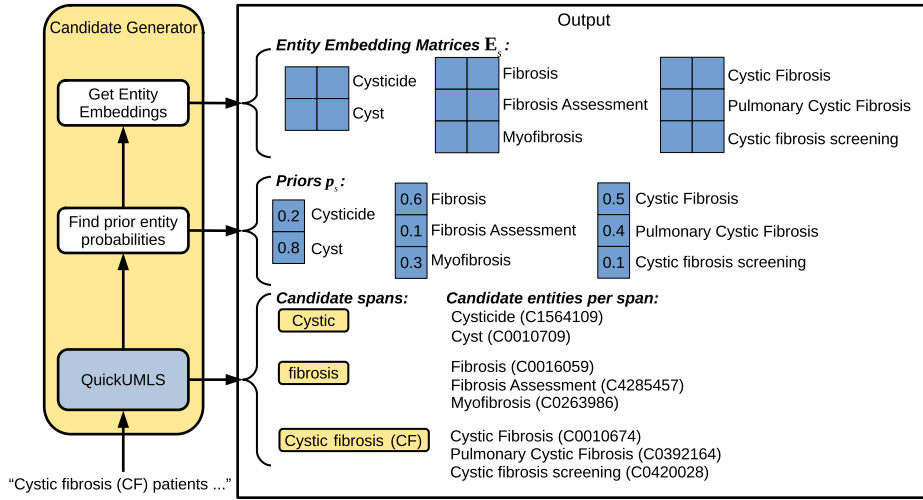 Candidate Generator
Get Entity
Embeddings
Find prior entity
probabilities
QuickUMLS
“Cystic fibrosis (CF) patients ...”
Output
Entity Embedding Matrices E_s :
Cysticide
Cyst
Fibrosis
Fibrosis Assessment
Myofibrosis
Cystic Fibrosis
Pulmonary Cystic Fibrosis
Cystic fibrosis screening
Priors p_s :
0.2 Cysticide
0.8 Cyst
0.6 Fibrosis
0.1 Fibrosis Assessment
0.3 Myofibrosis
0.5 Cystic Fibrosis
0.4 Pulmonary Cystic Fibrosis
0.1 Cystic fibrosis screening
Candidate spans: Candidate entities per span:
Cystic
Cysticide (C1564109)
Cyst (C0010709)
fibrosis
Fibrosis (C0016059)
Fibrosis Assessment (C4285457)
Myofibrosis (C0263986)
Cystic fibrosis (CF)
Cystic Fibrosis (C0010674)
Pulmonary Cystic Fibrosis (C0392164)
Cystic fibrosis screening (C0420028)